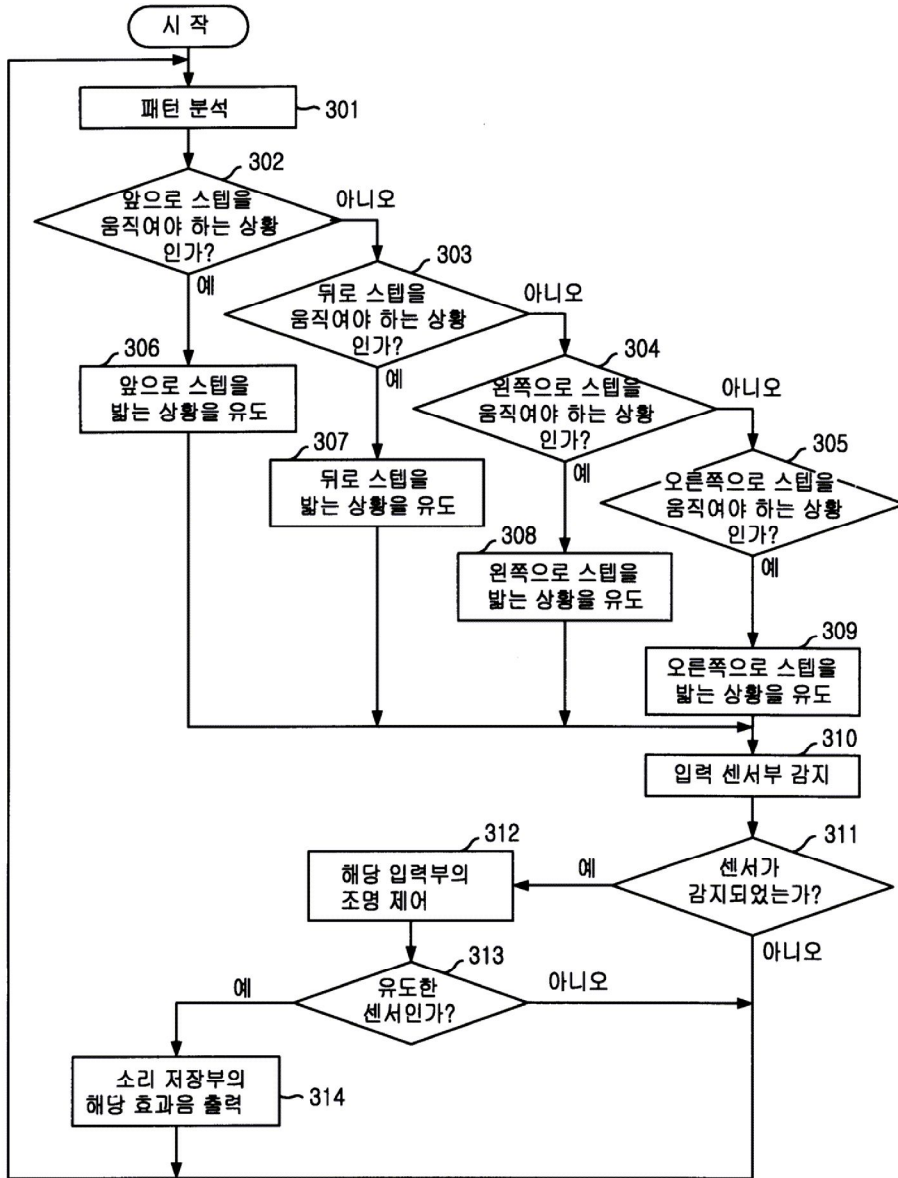 시 작
패턴 분석
301
302
앞으로 스텝을
움직여야 하는 상황
인가?
아니오
예
303
뒤로 스텝을
움직여야 하는 상황
인가?
아니오
예
304
왼쪽으로 스텝을
움직여야 하는 상황
인가?
아니오
예
305
오른쪽으로 스텝을
움직여야 하는 상황
인가?
예
306
앞으로 스텝을
밟는 상황을 유도
307
뒤로 스텝을
밟는 상황을 유도
308
왼쪽으로 스텝을
밟는 상황을 유도
309
오른쪽으로 스텝을
밟는 상황을 유도
310
입력 센서부 감지
311
센서가
감지되었는가?
예
아니오
312
해당 입력부의
조명 제어
313
유도한
센서인가?
예
아니오
소리 저장부의
해당 효과음 출력
314